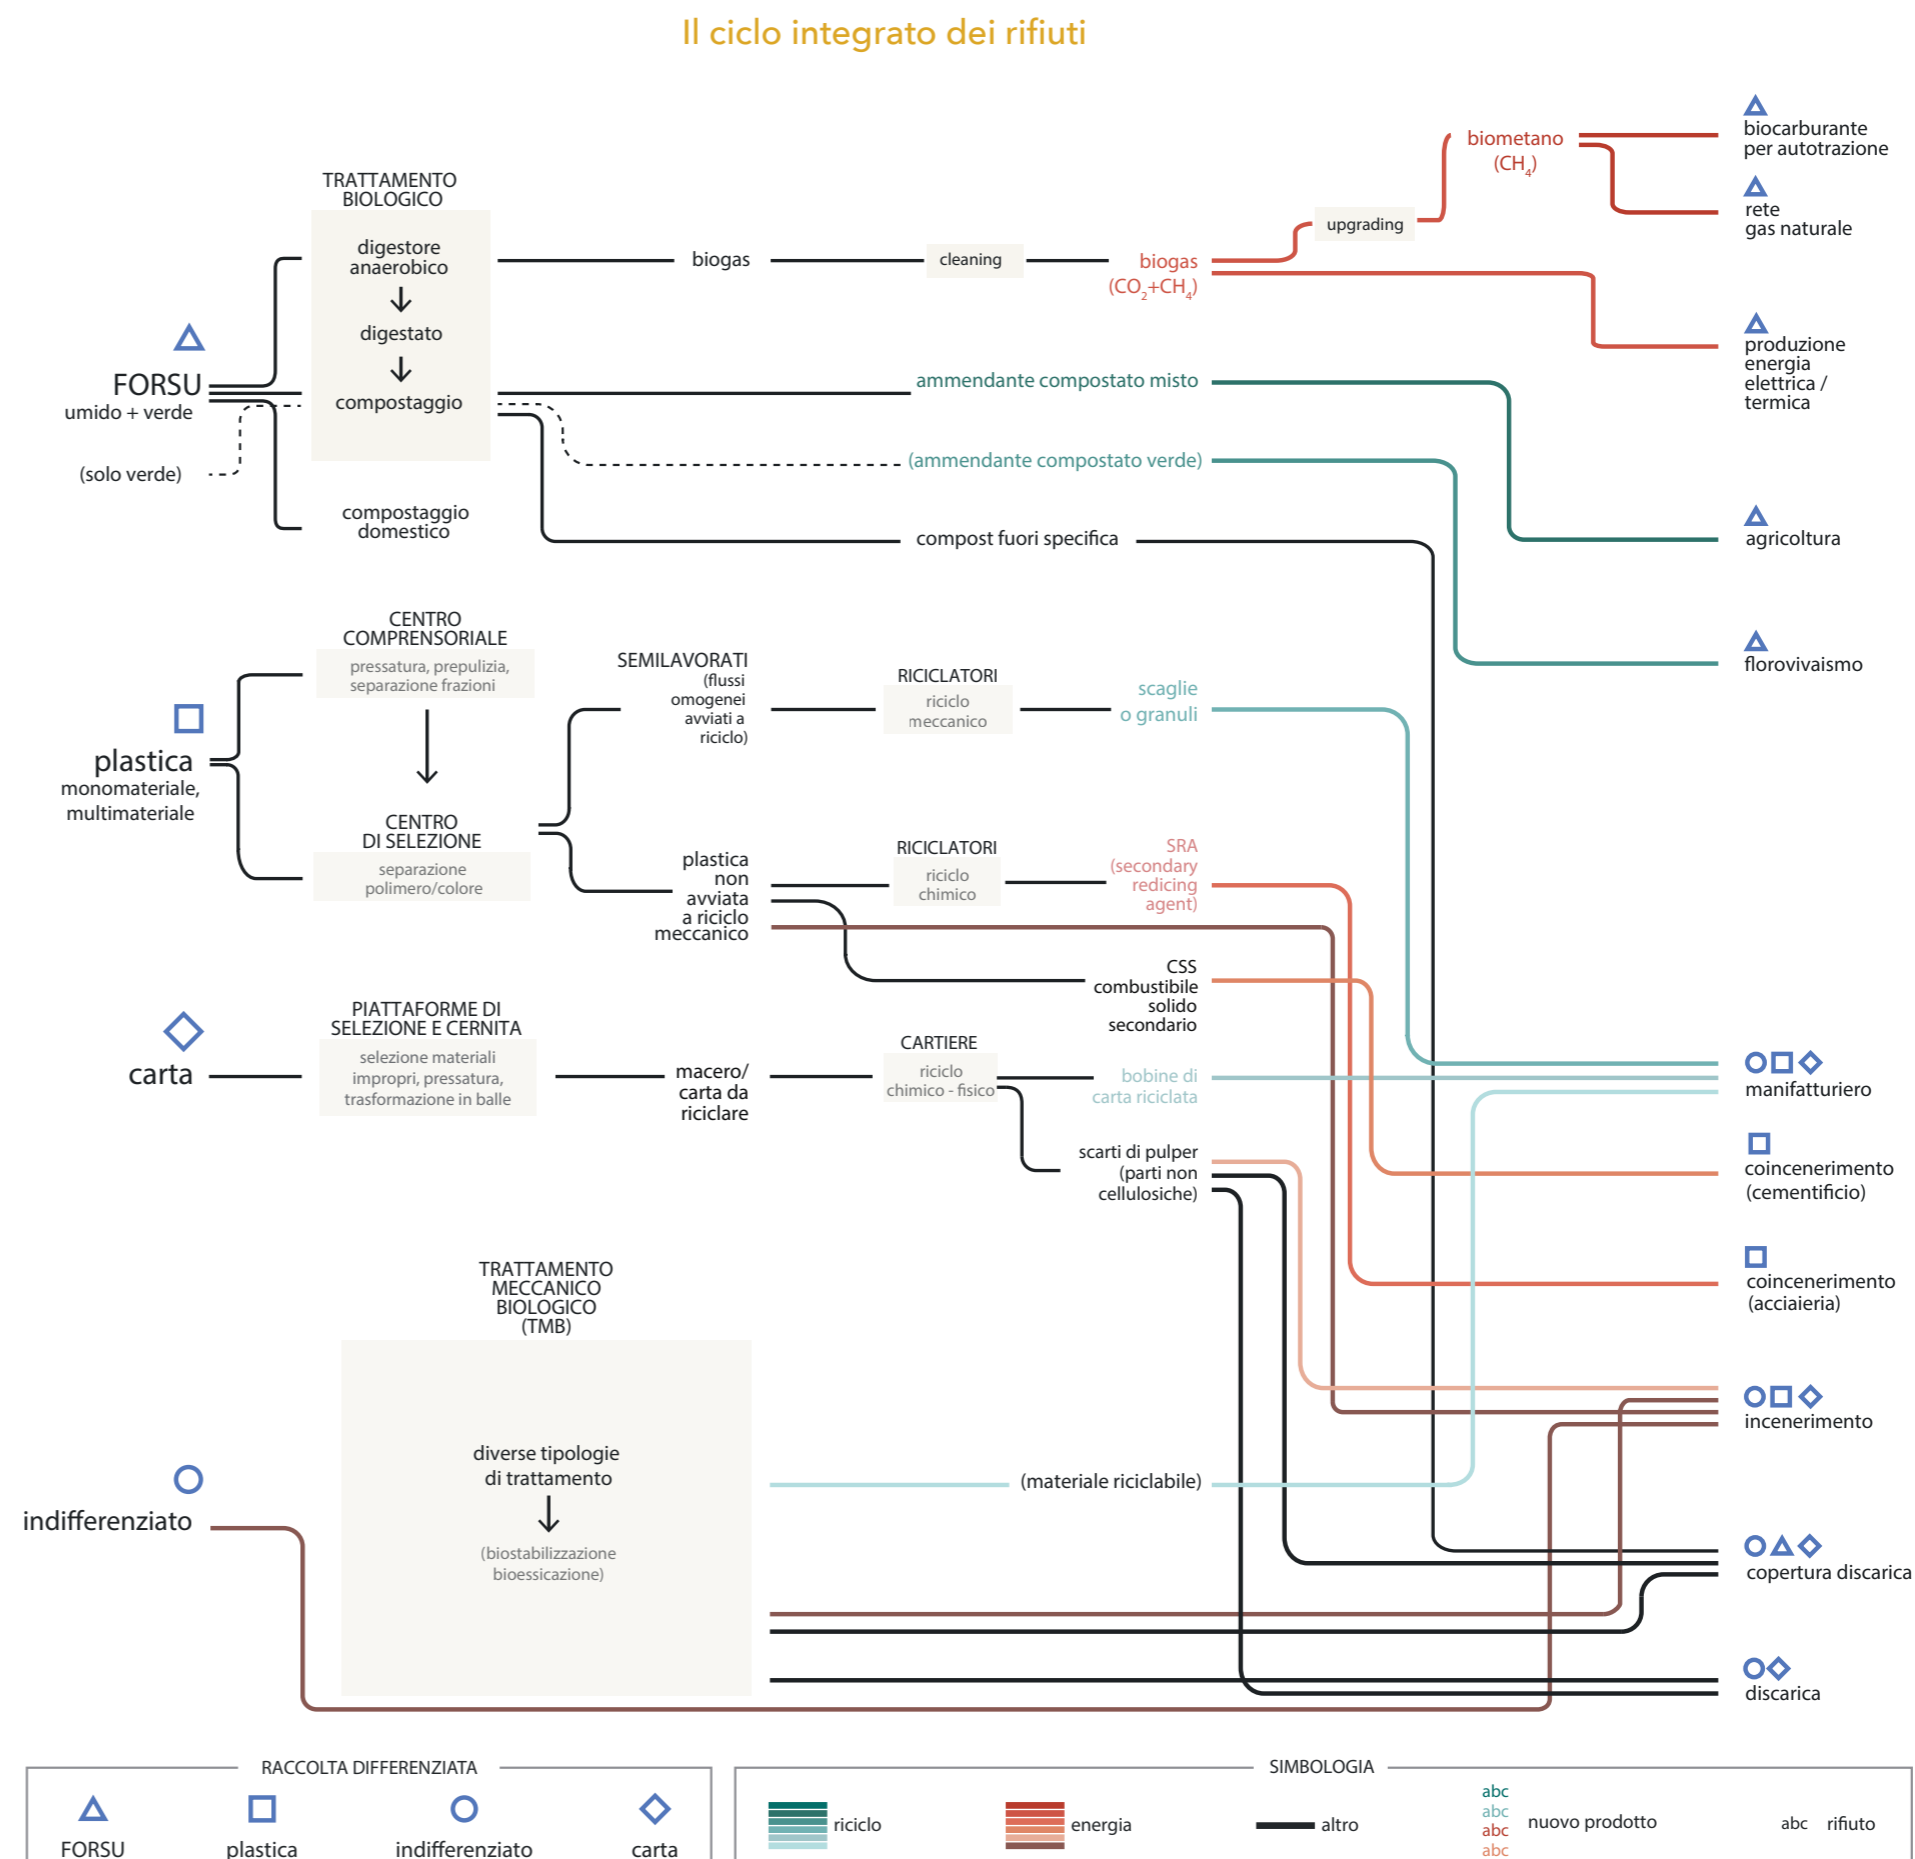 Il ciclo integrato dei rifiuti
TRATTAMENTO
BIOLOGICO
digestore
anaerobico
digestato
compostaggio
FORSU
umido + verde
(solo verde)
compostaggio
domestico
biogas
cleaning
biogas
(CO2+CH4)
upgrading
biometano
(CH4)
biocarburante
per autotrazione
rete
gas naturale
produzione
energia
elettrica /
termica
ammendante compostato misto
(ammendante compostato verde)
compost fuori specifica
agricoltura
florovivaismo
CENTRO
COMPRENSORIALE
pressatura, prepulizia,
separazione frazioni
plastica
monomateriale,
multimateriale
CENTRO
DI SELEZIONE
separazione
polimero/colore
SEMILAVORATI
(flussi
omogenei
avviati a
riciclo)
RICICLATORI
riciclo
meccanico
scaglie
o granuli
plastica
non
avviata
a riciclo
meccanico
RICICLATORI
riciclo
chimico
SRA
(secondary
redicing
agent)
CSS
combustibile
solido
secondario
carta
PIATTAFORME DI
SELEZIONE E CERNITA
selezione materiali
impropri, pressatura,
trasformazione in balle
macero/
carta da
riciclare
CARTIERE
riciclo
chimico - fisico
bobine di
carta riciclata
scarti di pulper
(parti non
cellulosiche)
manifatturiero
coincenerimento
(cementificio)
coincenerimento
(acciaieria)
incenerimento
TRATTAMENTO
MECCANICO
BIOLOGICO
(TMB)
diverse tipologie
di trattamento
(biostabilizzazione
bioessicazione)
indifferenziato
(materiale riciclabile)
copertura discarica
discarica
RACCOLTA DIFFERENZIATA
FORSU
plastica
indifferenziato
carta
SIMBOLOGIA
riciclo
energia
altro
abc
abc
abc
abc
nuovo prodotto
abc
rifiuto